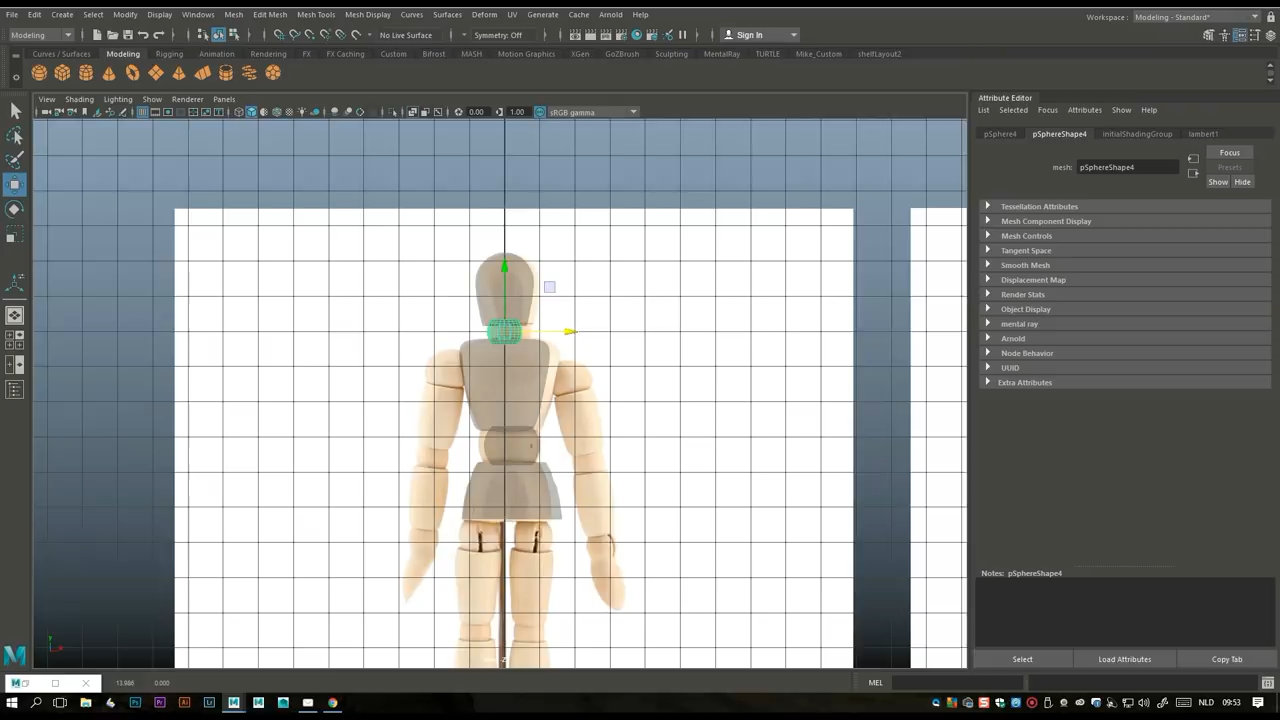 File Edit Create Select Modify Display Windows Mesh Edit Mesh Mesh Tools Mesh Display Curves Surfaces Deform UV Generate Cache Arnold Help
Workspace : Modeling - Standard*
Modeling No Live Surface Symmetry: Off Sign In
Curves / Surfaces Modeling Rigging Animation Rendering FX FX Caching Custom Bifrost MASH Motion Graphics XGen GoZBrush Sculpting MentalRay TURTLE Mike_Custom shelfLayout2
View Shading Lighting Show Renderer Panels
0.00 1.00 sRGB gamma
Attribute Editor
List Selected Focus Attributes Show Help
pSphere4 pSphereShape4 initialShadingGroup lambert1
Focus
mesh: pSphereShape4
Presets
Show Hide
Tessellation Attributes
Mesh Component Display
Mesh Controls
Tangent Space
Smooth Mesh
Displacement Map
Render Stats
Object Display
mental ray
Arnold
Node Behavior
UUID
Extra Attributes
Notes: pSphereShape4
Select Load Attributes Copy Tab
13.986 0.000
MEL
NLD 09:53